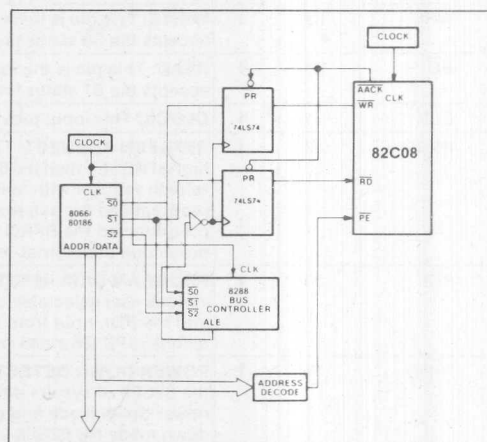 CLOCK
PR
74LS74
AACK
CLK
WR
82C08
CLOCK
PR
74LS74
RD
CLK
S0
8066/
80186
S1
S2
ADDR/DATA
PE
CLK
S0
S1
S2
8288
BUS
CONTROLLER
ALE
ADDRESS
DECODE